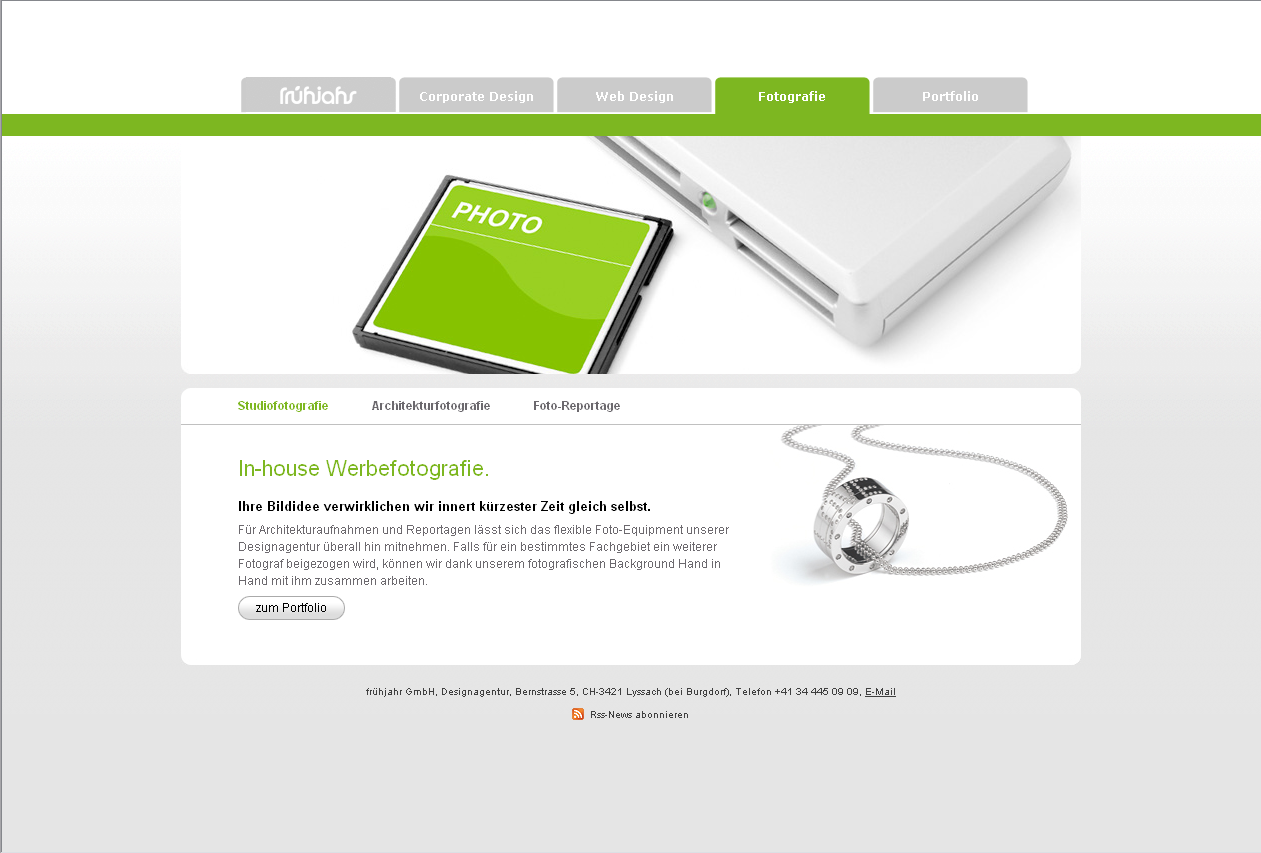 frühjahr
Corporate Design
Web Design
Fotografie
Portfolio
PHOTO
Studiofotografie
Architekturfotografie
Foto-Reportage
In-house Werbefotografie.
Ihre Bildidee verwirklichen wir innert kürzester Zeit gleich selbst.
Für Architekturaufnahmen und Reportagen lässt sich das flexible Foto-Equipment unserer
Designagentur überall hin mitnehmen. Falls für ein bestimmtes Fachgebiet ein weiterer
Fotograf beigezogen wird, können wir dank unserem fotografischen Background Hand in
Hand mit ihm zusammen arbeiten.
zum Portfolio
frühjahr GmbH, Designagentur, Bernstrasse 5, CH-3421 Lyssach (bei Burgdorf), Telefon +41 34 445 09 09, E-Mail
Rss-News abonnieren